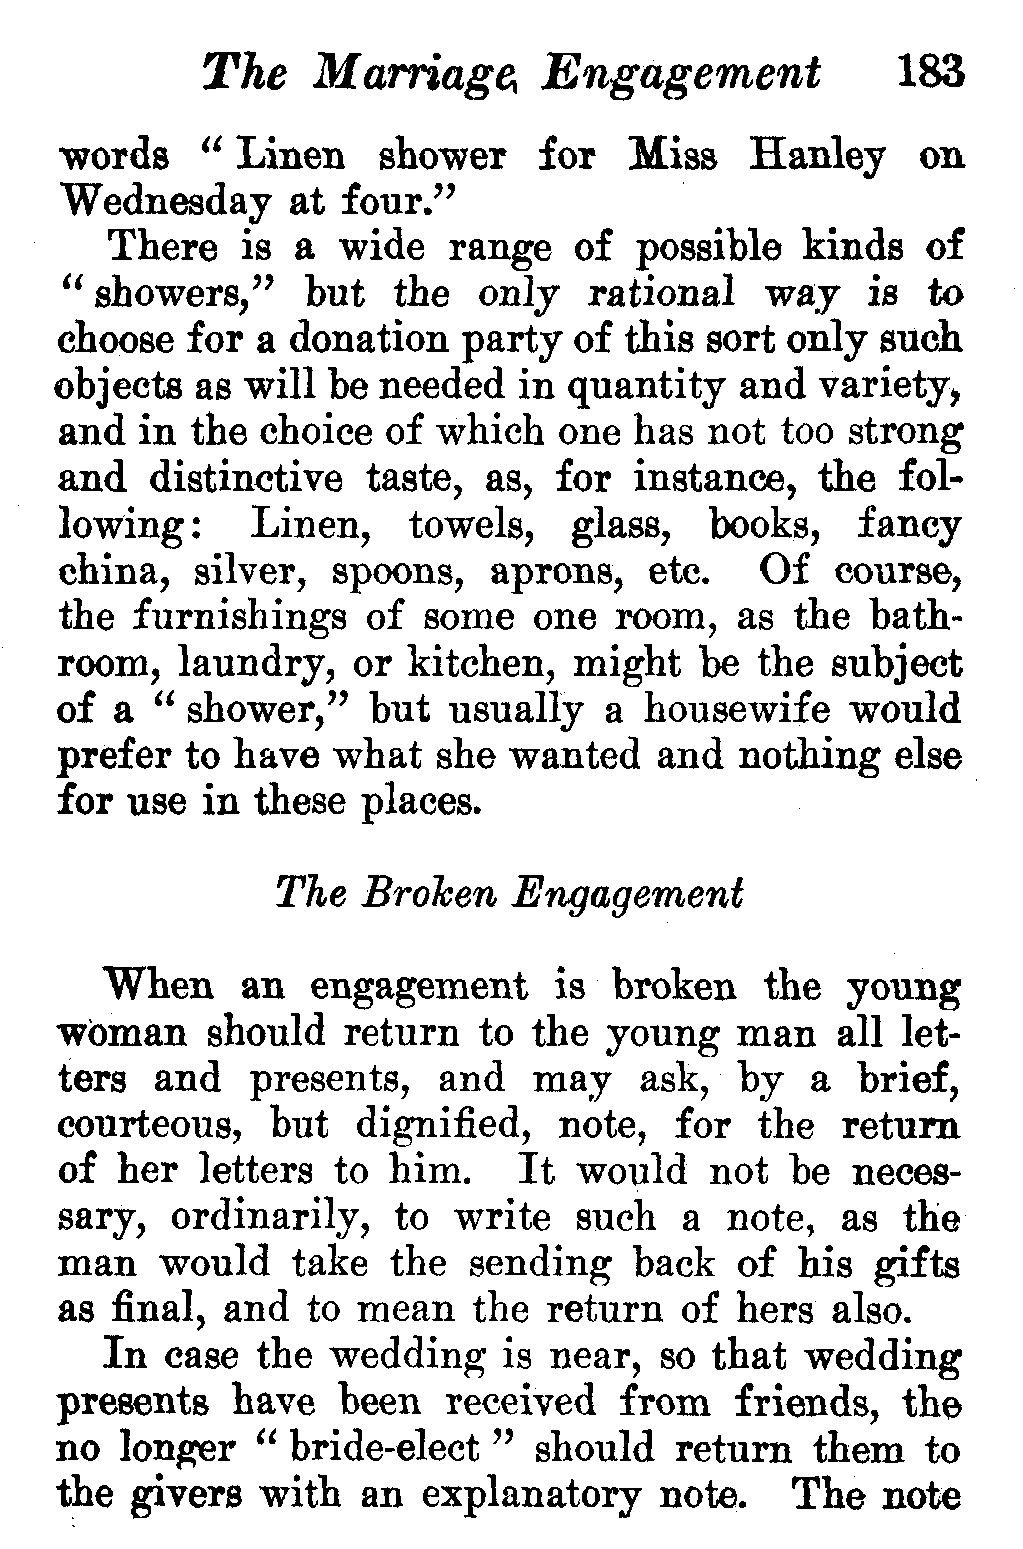 The Marriage Engagement 183
words " Linen shower for Miss Hanley on
Wednesday at four."
There is a wide range of possible kinds of
" showers," but the only rational way is to
choose for a donation party of this sort only such
objects as will be needed in quantity and variety,
and in the choice of which one has not too strong
and distinctive taste, as, for instance, the fol-
lowing: Linen, towels, glass, books, fancy
china, silver, spoons, aprons, etc. Of course,
the furnishings of some one room, as the bath-
room, laundry, or kitchen, might be the subject
of a " shower," but usually a housewife would
prefer to have what she wanted and nothing else
for use in these places.
The Broken Engagement
When an engagement is broken the young
woman should return to the young man all let-
ters and presents, and may ask, by a brief,
courteous, but dignified, note, for the return
of her letters to him. It would not be neces-
sary, ordinarily, to write such a note, as the
man would take the sending back of his gifts
as final, and to mean the return of hers also.
In case the wedding is near, so that wedding
presents have been received from friends, the
no longer " bride-elect " should return them to
the givers with an explanatory note. The note